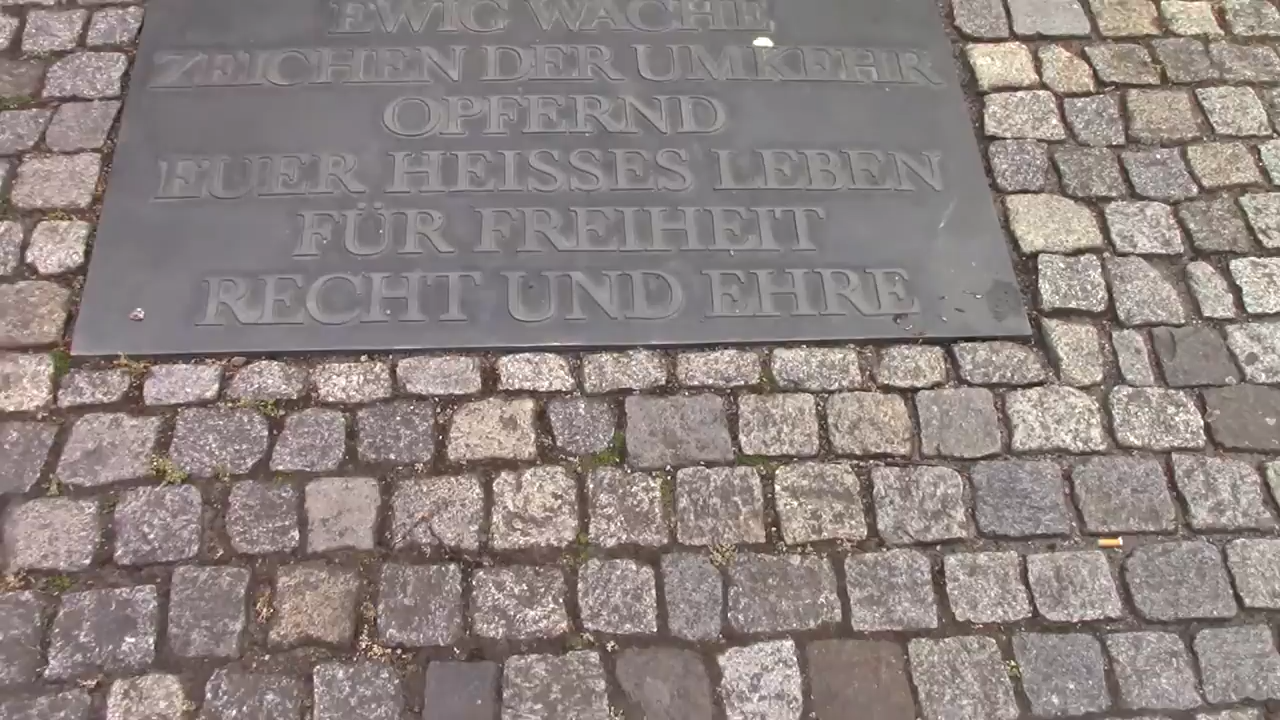 EWIG WACHE
ZEICHEN DER UMKEHR
OPFERND
EUER HEISSES LEBEN
FÜR FREIHEIT
RECHT UND EHRE